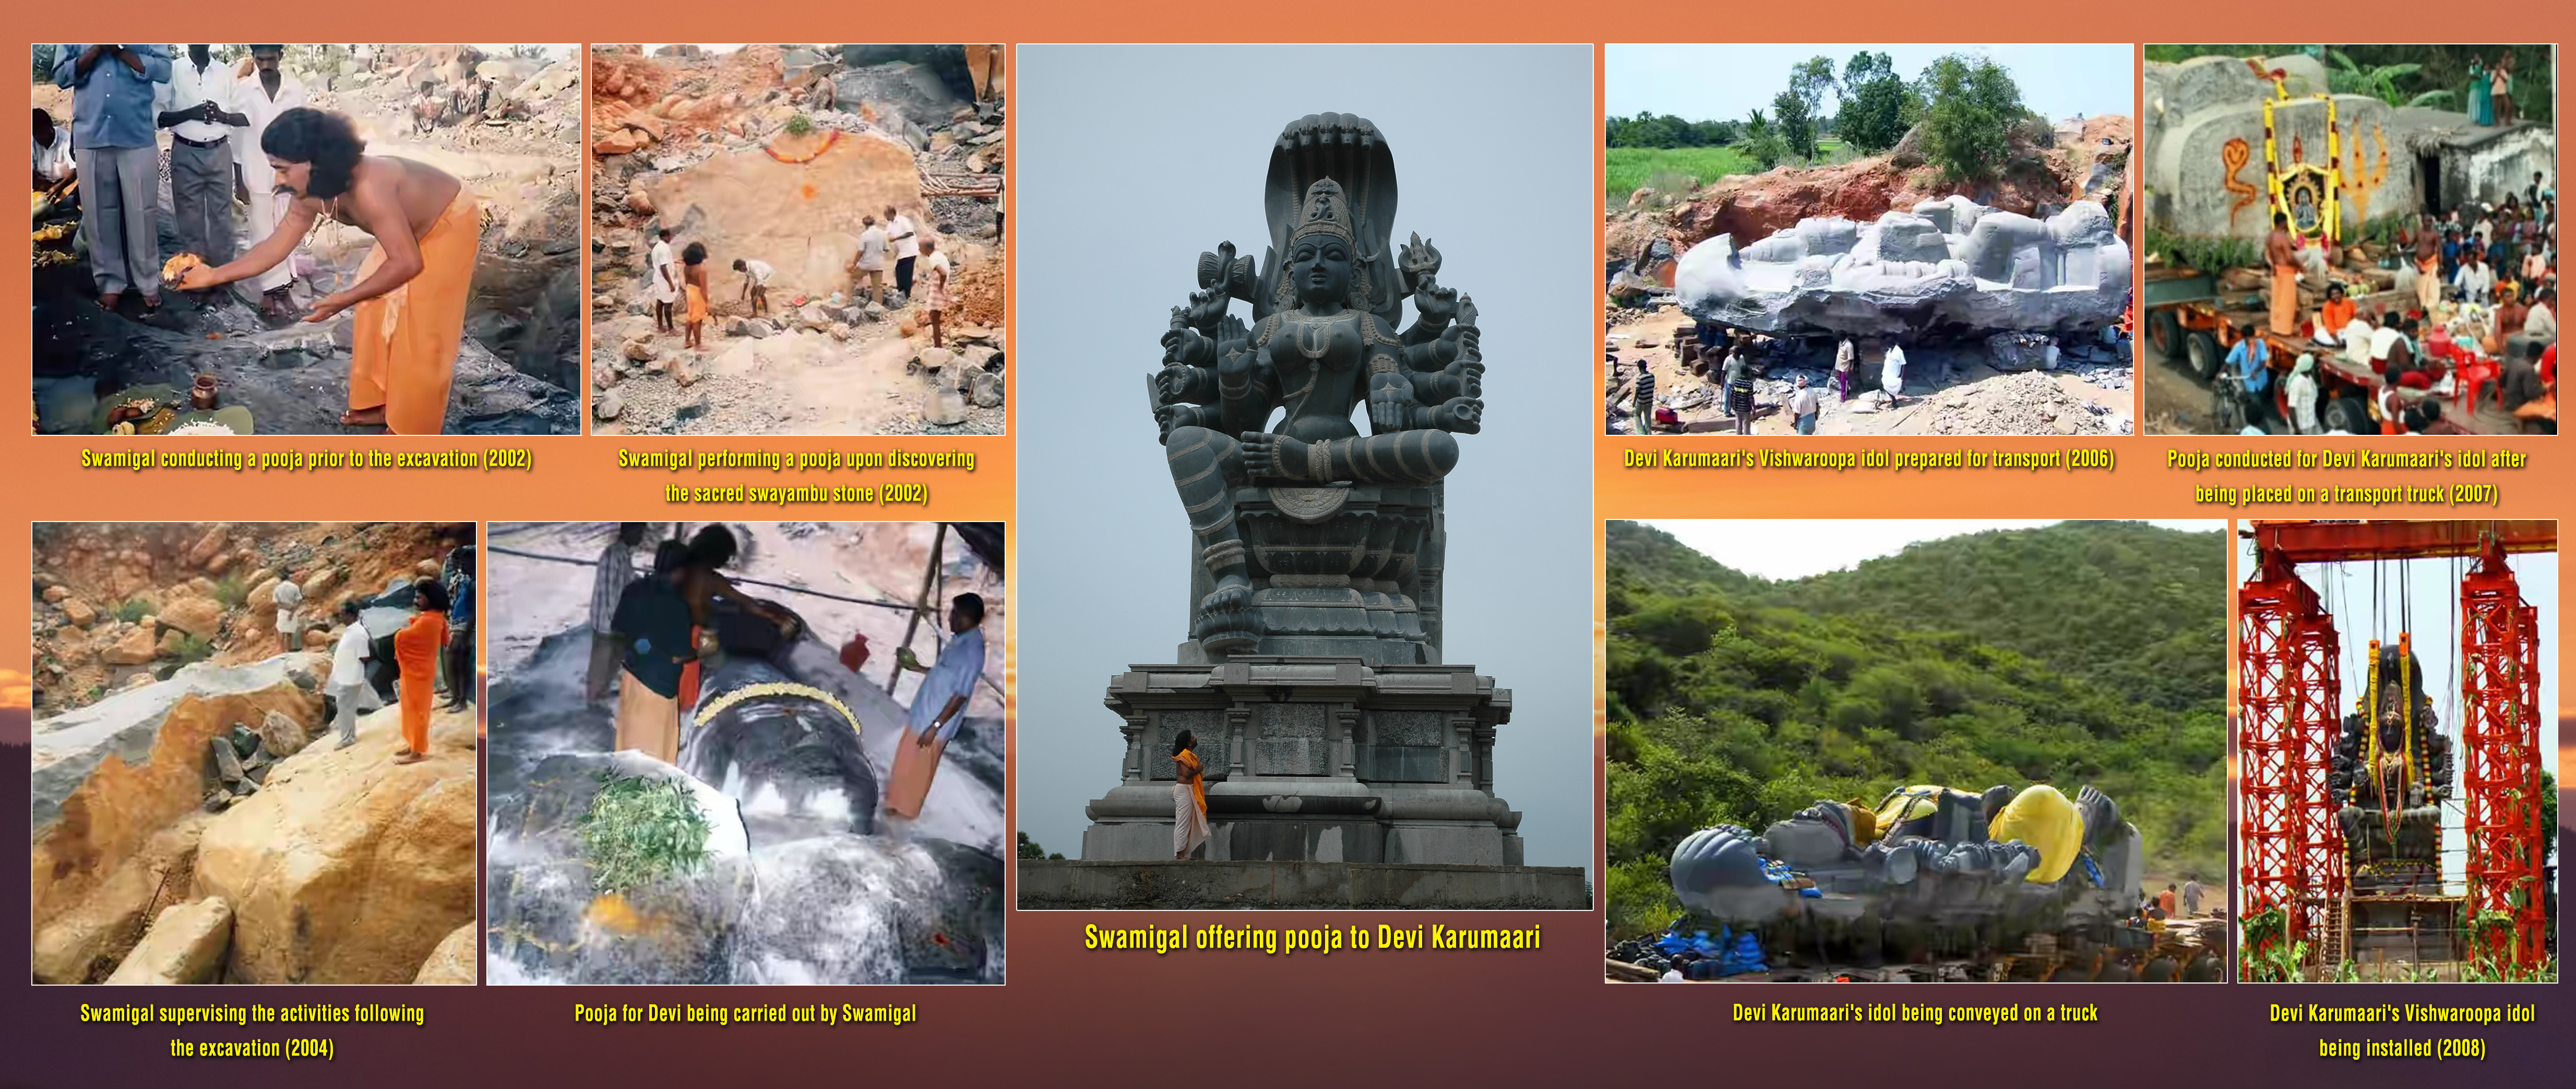 Swamigal conducting a pooja prior to the excavation (2002)
Swamigal performing a pooja upon discovering
the sacred swayambu stone (2002)
Swamigal supervising the activities following
the excavation (2004)
Pooja for Devi being carried out by Swamigal
Swamigal offering pooja to Devi Karumaari
Devi Karumaari's Vishwaroopa idol prepared for transport (2006)
Pooja conducted for Devi Karumaari's idol after
being placed on a transport truck (2007)
Devi Karumaari's idol being conveyed on a truck
Devi Karumaari's Vishwaroopa idol
being installed (2008)